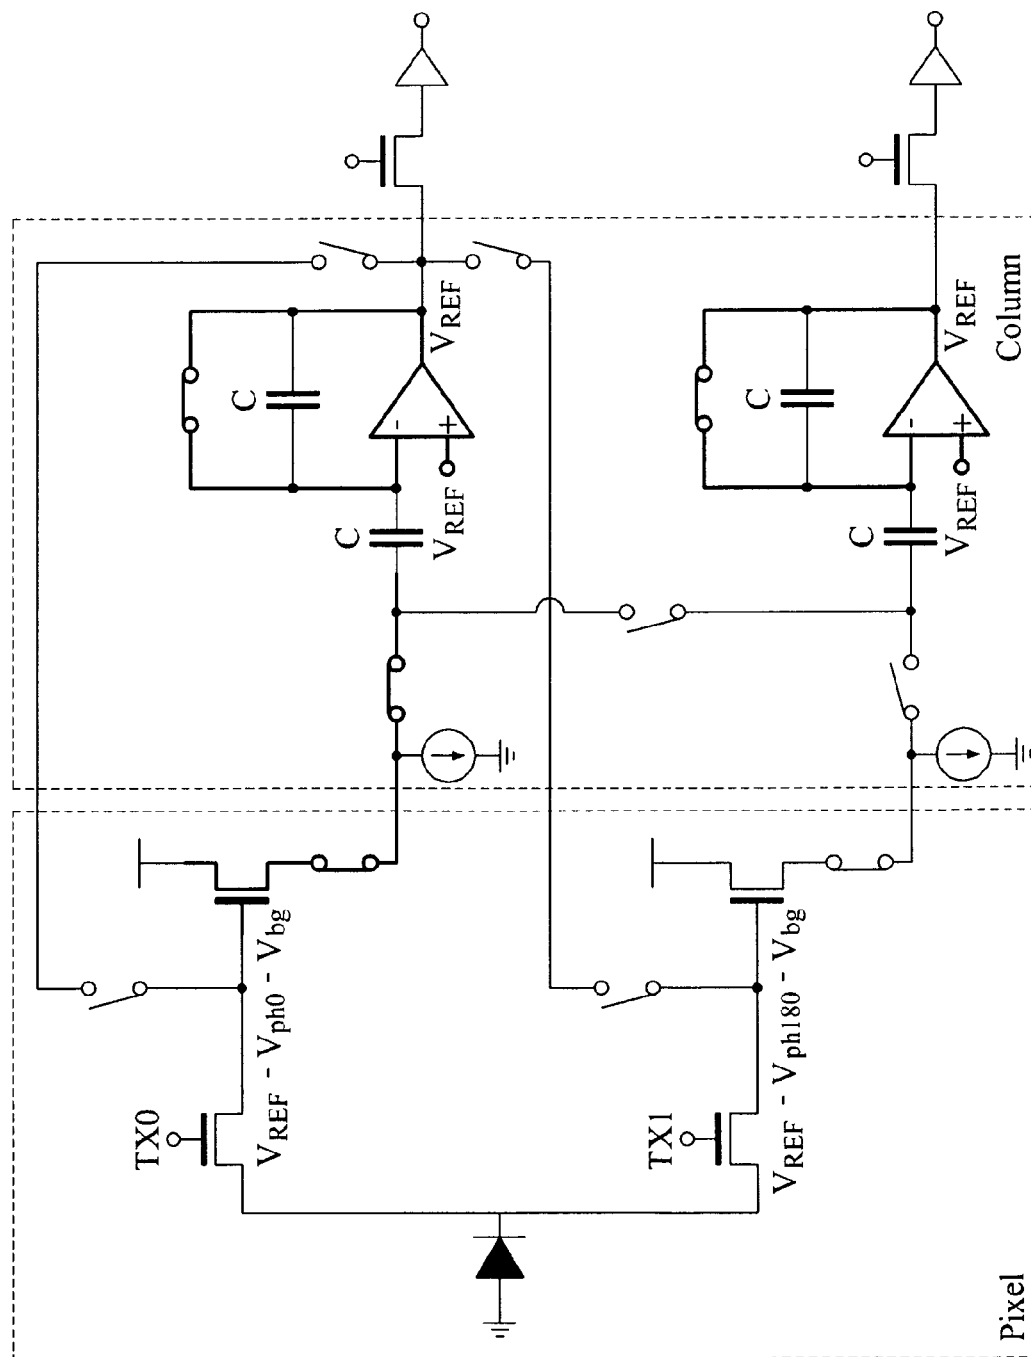 TX0
V_REF - V_ph0 - V_bg
C
V_REF
C
-
+
V_REF
TX1
V_REF - V_ph180 - V_bg
C
V_REF
C
-
+
V_REF
Pixel
Column